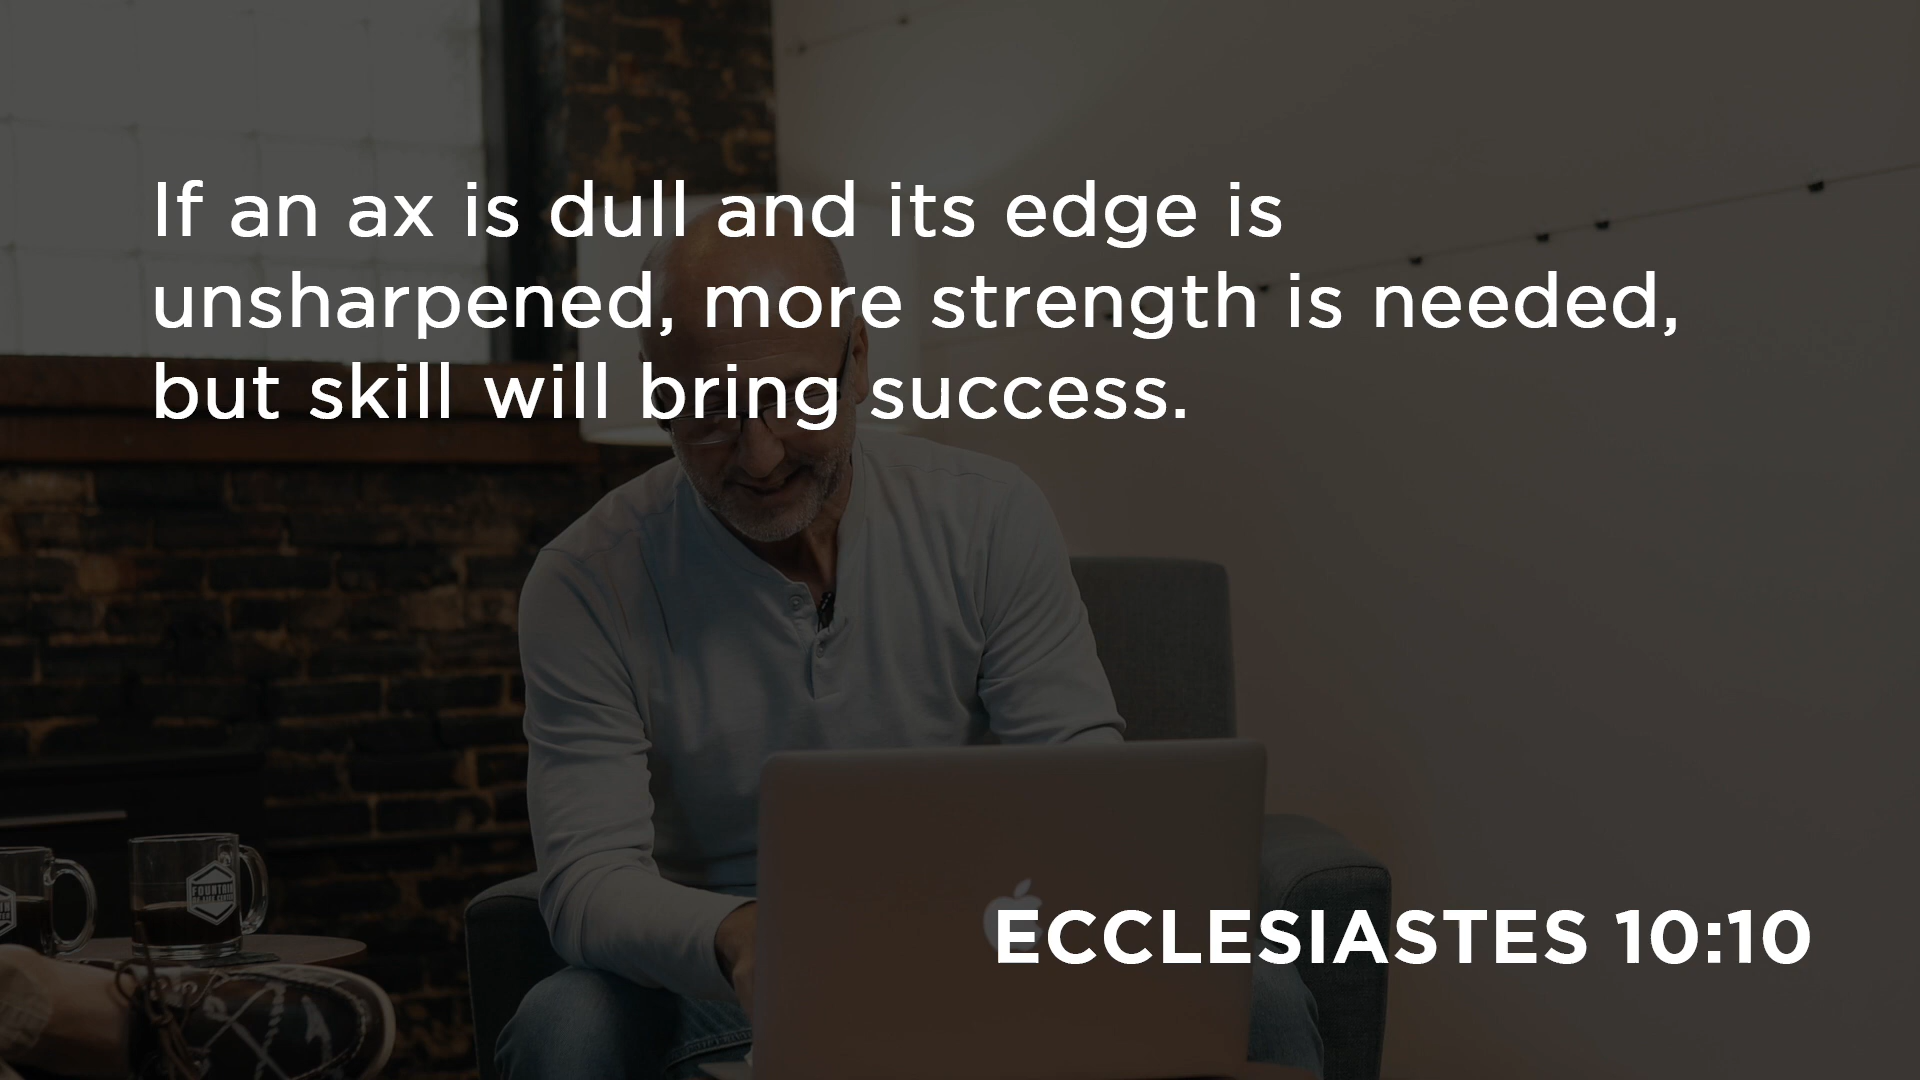 If an ax is dull and its edge is
unsharpened, more strength is needed,
but skill will bring success.
FOUNTAIN
ECCLESIASTES 10:10